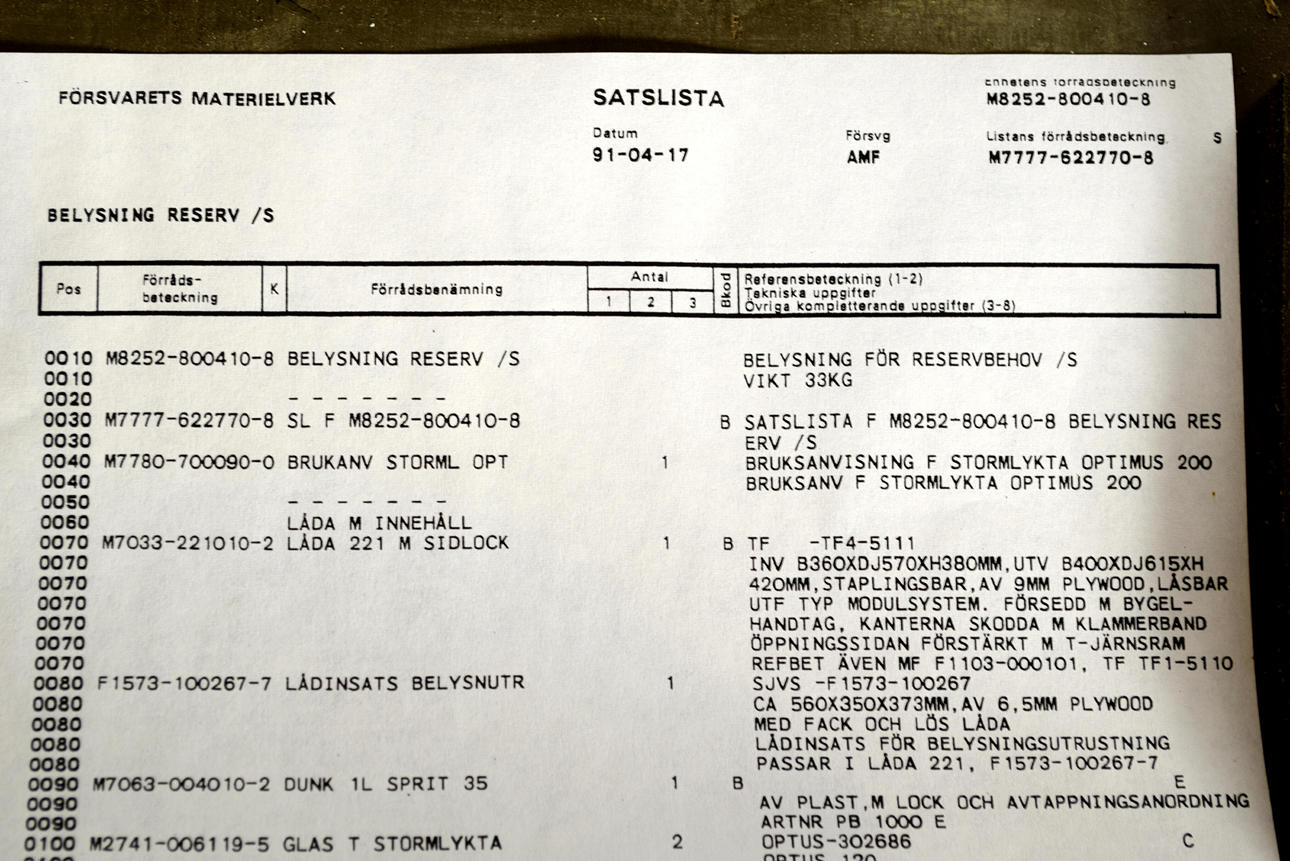 FÖRSVARETS MATERIELVERK SATSLISTA Enhetens förrådsbeteckning
M8252-800410-8
Datum Försvg Listans förrådsbeteckning S
91-04-17 AMF M7777-622770-8
BELYSNING RESERV /S
Pos Förråds-beteckning K Förrådsbenämning Antal 1 2 3 Bkod Referensbeteckning (1-2)
Tekniska uppgifter
Övriga kompletterande uppgifter (3-8)
0010 M8252-800410-8 BELYSNING RESERV /S BELYSNING FÖR RESERVBEHOV /S
0010 VIKT 33KG
0020 - - - - - - -
0030 M7777-622770-8 SL F M8252-800410-8 B SATSLISTA F M8252-800410-8 BELYSNING RES
0030 ERV /S
0040 M7780-700090-0 BRUKANV STORML OPT 1 BRUKSANVISNING F STORMLYKTA OPTIMUS 200
0040 BRUKSANV F STORMLYKTA OPTIMUS 200
0050 - - - - - - -
0060 LÅDA M INNEHÅLL
0070 M7033-221010-2 LÅDA 221 M SIDLOCK 1 B TF -TF4-5111
0070 INV B360XDJ570XH380MM,UTV B400XDJ615XH
0070 420MM,STAPLINGSBAR,AV 9MM PLYWOOD,LÅSBAR
0070 UTF TYP MODULSYSTEM. FÖRSEDD M BYGEL-
0070 HANDTAG, KANTERNA SKODDA M KLAMMERBAND
0070 ÖPPNINGSSIDAN FÖRSTÄRKT M T-JÄRNSRAM
0070 REFBET ÄVEN MF F1103-000101, TF TF1-5110
0080 F1573-100267-7 LÅDINSATS BELYSNUTR 1 SJVS -F1573-100267
0080 CA 560X350X373MM,AV 6,5MM PLYWOOD
0080 MED FACK OCH LÖS LÅDA
0080 LÅDINSATS FÖR BELYSNINGSUTRUSTNING
0080 PASSAR I LÅDA 221, F1573-100267-7
0090 M7063-004010-2 DUNK 1L SPRIT 35 1 B E
0090 AV PLAST,M LOCK OCH AVTAPPNINGSANORDNING
0090 ARTNR PB 1000 E
0100 M2741-006119-5 GLAS T STORMLYKTA 2 OPTUS-302686 C
0100 OPTUS 120